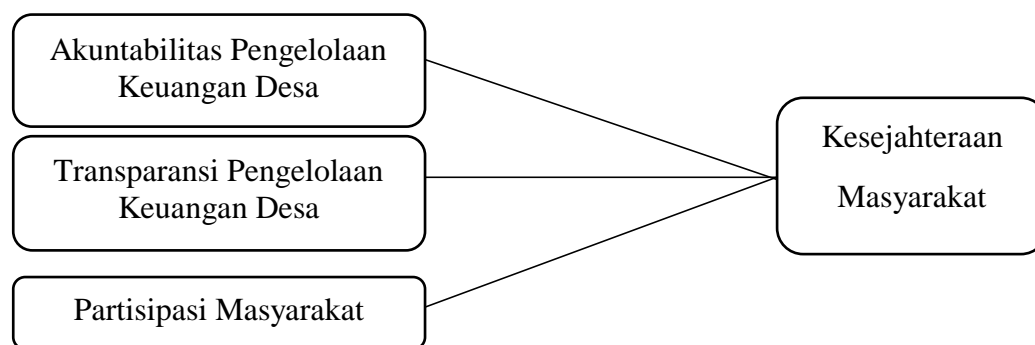 Akuntabilitas Pengelolaan
Keuangan Desa
Transparansi Pengelolaan
Keuangan Desa
Partisipasi Masyarakat
Kesejahteraan
Masyarakat